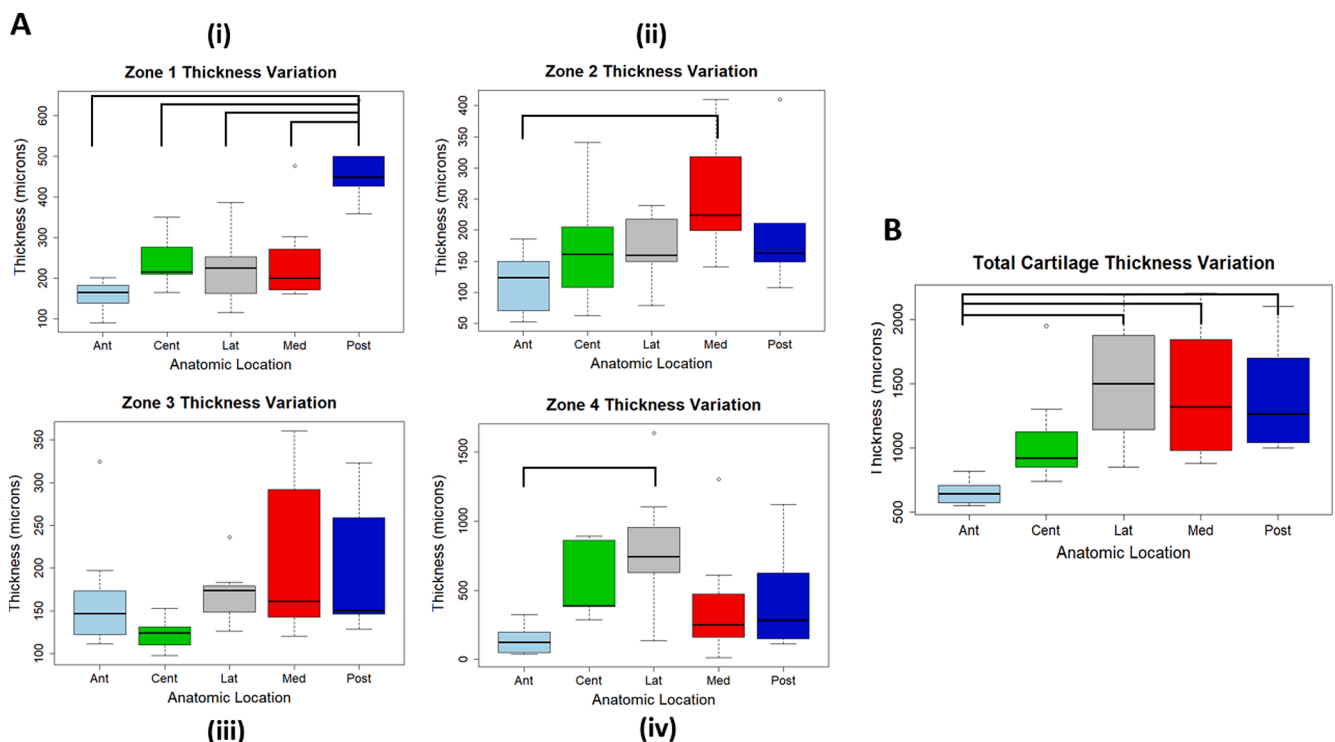 A
(i)
Zone 1 Thickness Variation
Thickness (microns)
600
500
400
300
200
100
Ant Cent Lat Med Post
Anatomic Location
(ii)
Zone 2 Thickness Variation
Thickness (microns)
400
350
300
250
200
150
100
50
Ant Cent Lat Med Post
Anatomic Location
Zone 3 Thickness Variation
Thickness (microns)
350
300
250
200
150
100
Ant Cent Lat Med Post
Anatomic Location
(iii)
Zone 4 Thickness Variation
Thickness (microns)
1500
1000
500
0
Ant Cent Lat Med Post
Anatomic Location
(iv)
B
Total Cartilage Thickness Variation
Thickness (microns)
2000
1500
1000
500
Ant Cent Lat Med Post
Anatomic Location